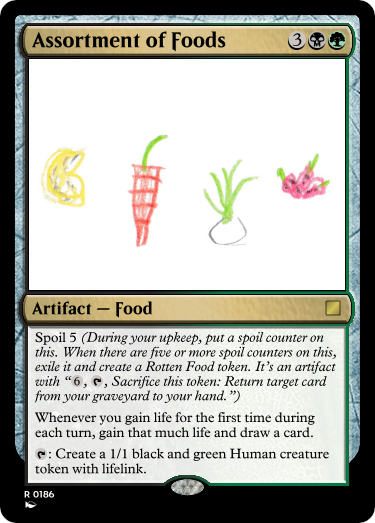 Assortment of Foods 3
Artifact — Food
Spoil 5 (During your upkeep, put a spoil counter on
this. When there are five or more spoil counters on this,
exile it and create a Rotten Food token. It's an artifact
with “6, , Sacrifice this token: Return target card
from your graveyard to your hand.”)
Whenever you gain life for the first time during
each turn, gain that much life and draw a card.
: Create a 1/1 black and green Human creature
token with lifelink.
R 0186